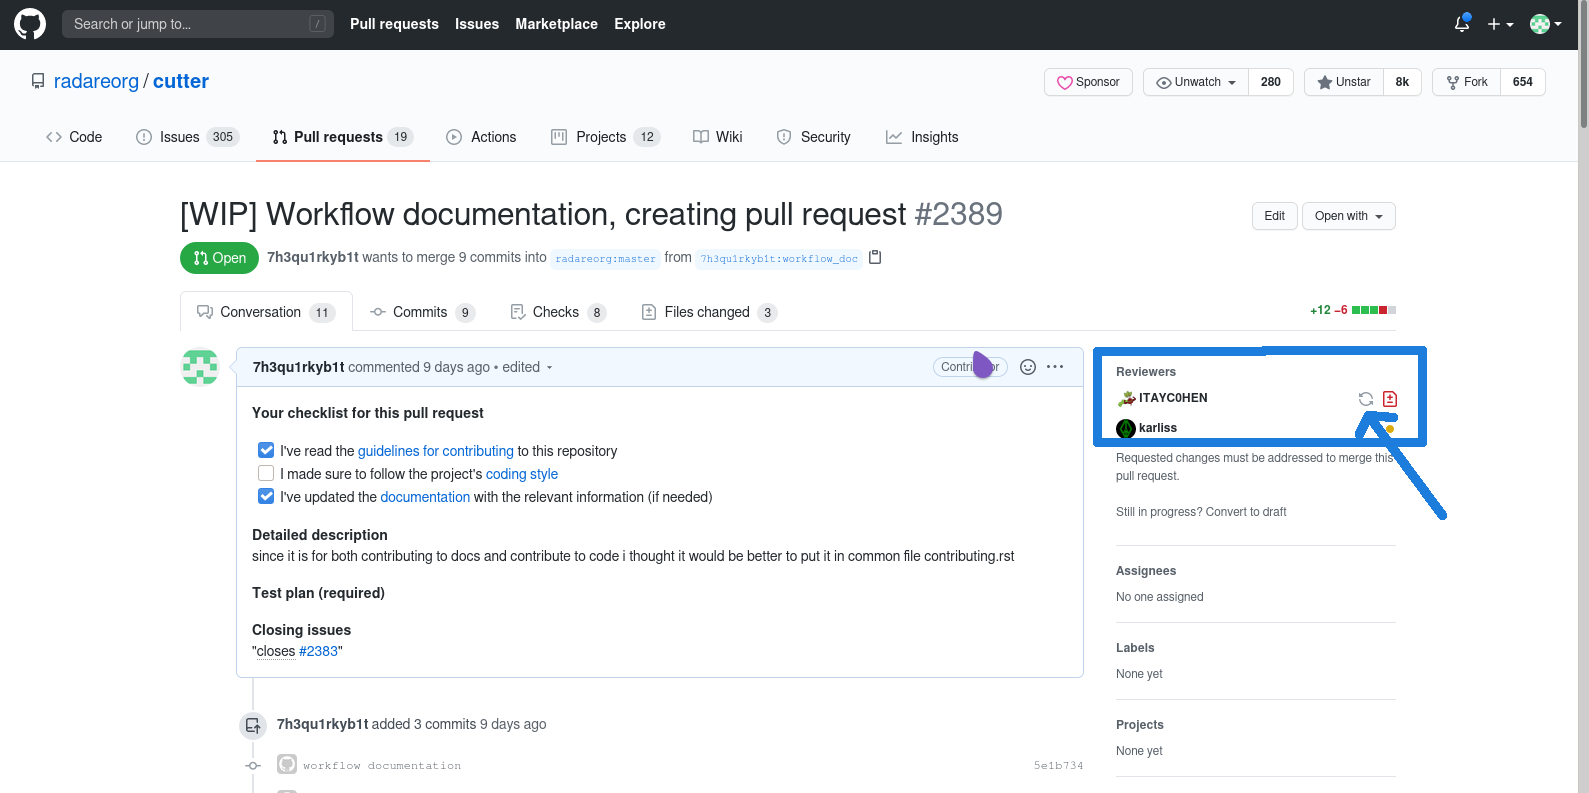 Search or jump to... /
Pull requests Issues Marketplace Explore
radareorg / cutter
Sponsor Unwatch 280 Unstar 8k Fork 654
Code Issues 305 Pull requests 19 Actions Projects 12 Wiki Security Insights
[WIP] Workflow documentation, creating pull request #2389
Edit Open with
Open 7h3qu1rkyb1t wants to merge 9 commits into radareorg:master from 7h3qu1rkyb1t:workflow_doc
Conversation 11 Commits 9 Checks 8 Files changed 3
+12 −6
7h3qu1rkyb1t commented 9 days ago • edited
Your checklist for this pull request
I've read the guidelines for contributing to this repository
I made sure to follow the project's coding style
I've updated the documentation with the relevant information (if needed)
Detailed description
since it is for both contributing to docs and contribute to code i thought it would be better to put it in common file contributing.rst
Test plan (required)
Closing issues
"closes #2383"
7h3qu1rkyb1t added 3 commits 9 days ago
workflow documentation 5e1b734
Reviewers
ITAYC0HEN
karliss
Requested changes must be addressed to merge this
pull request.
Still in progress? Convert to draft
Assignees
No one assigned
Labels
None yet
Projects
None yet